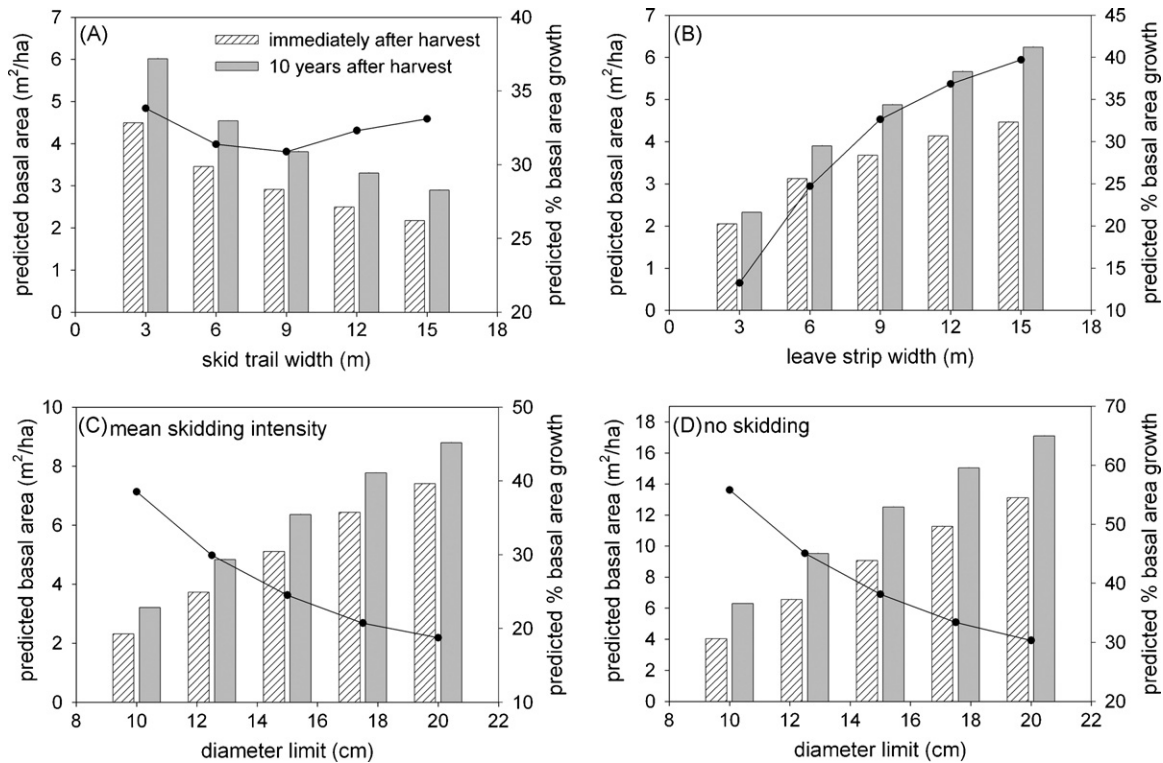 (A)
immediately after harvest
10 years after harvest
predicted basal area (m²/ha)
7
6
5
4
3
2
1
0
40
35
30
25
20
predicted % basal area growth
0 3 6 9 12 15 18
skid trail width (m)
(B)
predicted basal area (m²/ha)
7
6
5
4
3
2
1
0
45
40
35
30
25
20
15
10
predicted % basal area growth
0 3 6 9 12 15 18
leave strip width (m)
(C) mean skidding intensity
predicted basal area (m²/ha)
10
8
6
4
2
0
50
40
30
20
10
predicted % basal area growth
8 10 12 14 16 18 20 22
diameter limit (cm)
(D) no skidding
predicted basal area (m²/ha)
18
16
14
12
10
8
6
4
2
0
70
60
50
40
30
20
predicted % basal area growth
8 10 12 14 16 18 20 22
diameter limit (cm)